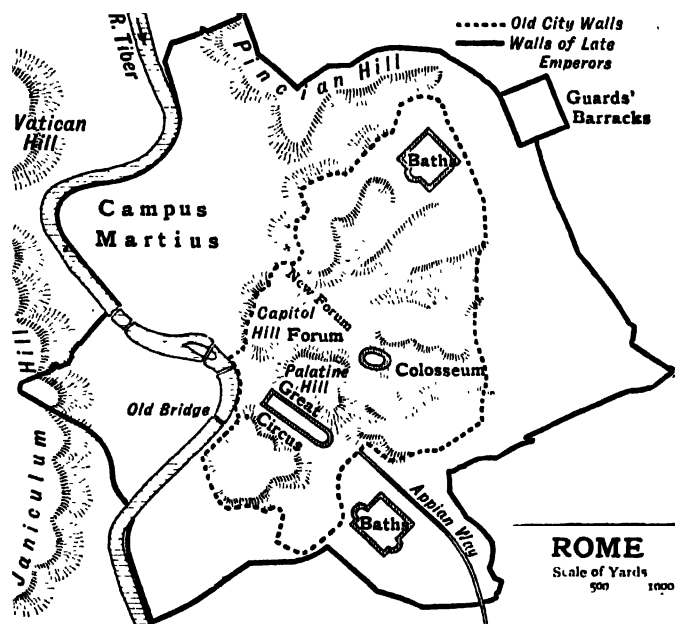 Old City Walls
Walls of Late
Emperors
R. Tiber
Pincian Hill
Guards'
Barracks
Vatican
Hill
Baths
Campus
Martius
New Forum
Capitol
Hill
Forum
Palatine
Hill
Colosseum
Great
Circus
Old Bridge
Janiculum Hill
Appian Way
Baths
ROME
Scale of Yards
500 1000